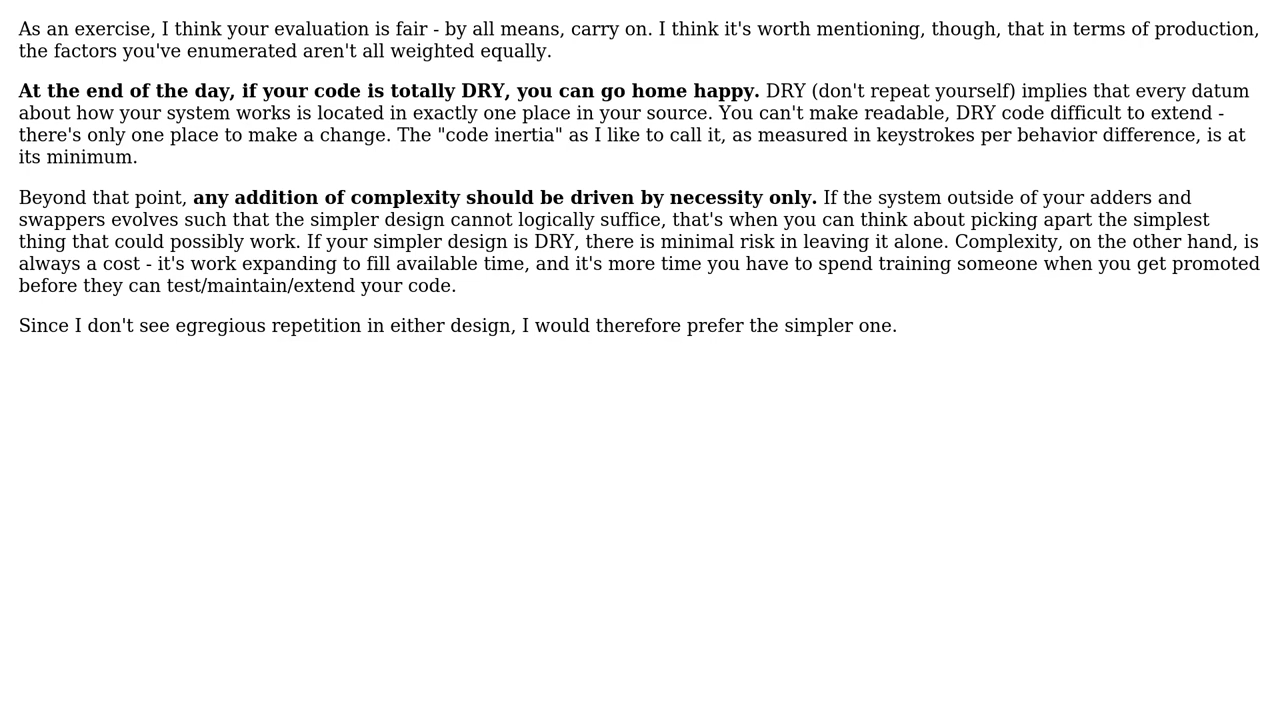 As an exercise, I think your evaluation is fair - by all means, carry on. I think it's worth mentioning, though, that in terms of production,
the factors you've enumerated aren't all weighted equally.
At the end of the day, if your code is totally DRY, you can go home happy. DRY (don't repeat yourself) implies that every datum
about how your system works is located in exactly one place in your source. You can't make readable, DRY code difficult to extend -
there's only one place to make a change. The "code inertia" as I like to call it, as measured in keystrokes per behavior difference, is at
its minimum.
Beyond that point, any addition of complexity should be driven by necessity only. If the system outside of your adders and
swappers evolves such that the simpler design cannot logically suffice, that's when you can think about picking apart the simplest
thing that could possibly work. If your simpler design is DRY, there is minimal risk in leaving it alone. Complexity, on the other hand, is
always a cost - it's work expanding to fill available time, and it's more time you have to spend training someone when you get promoted
before they can test/maintain/extend your code.
Since I don't see egregious repetition in either design, I would therefore prefer the simpler one.